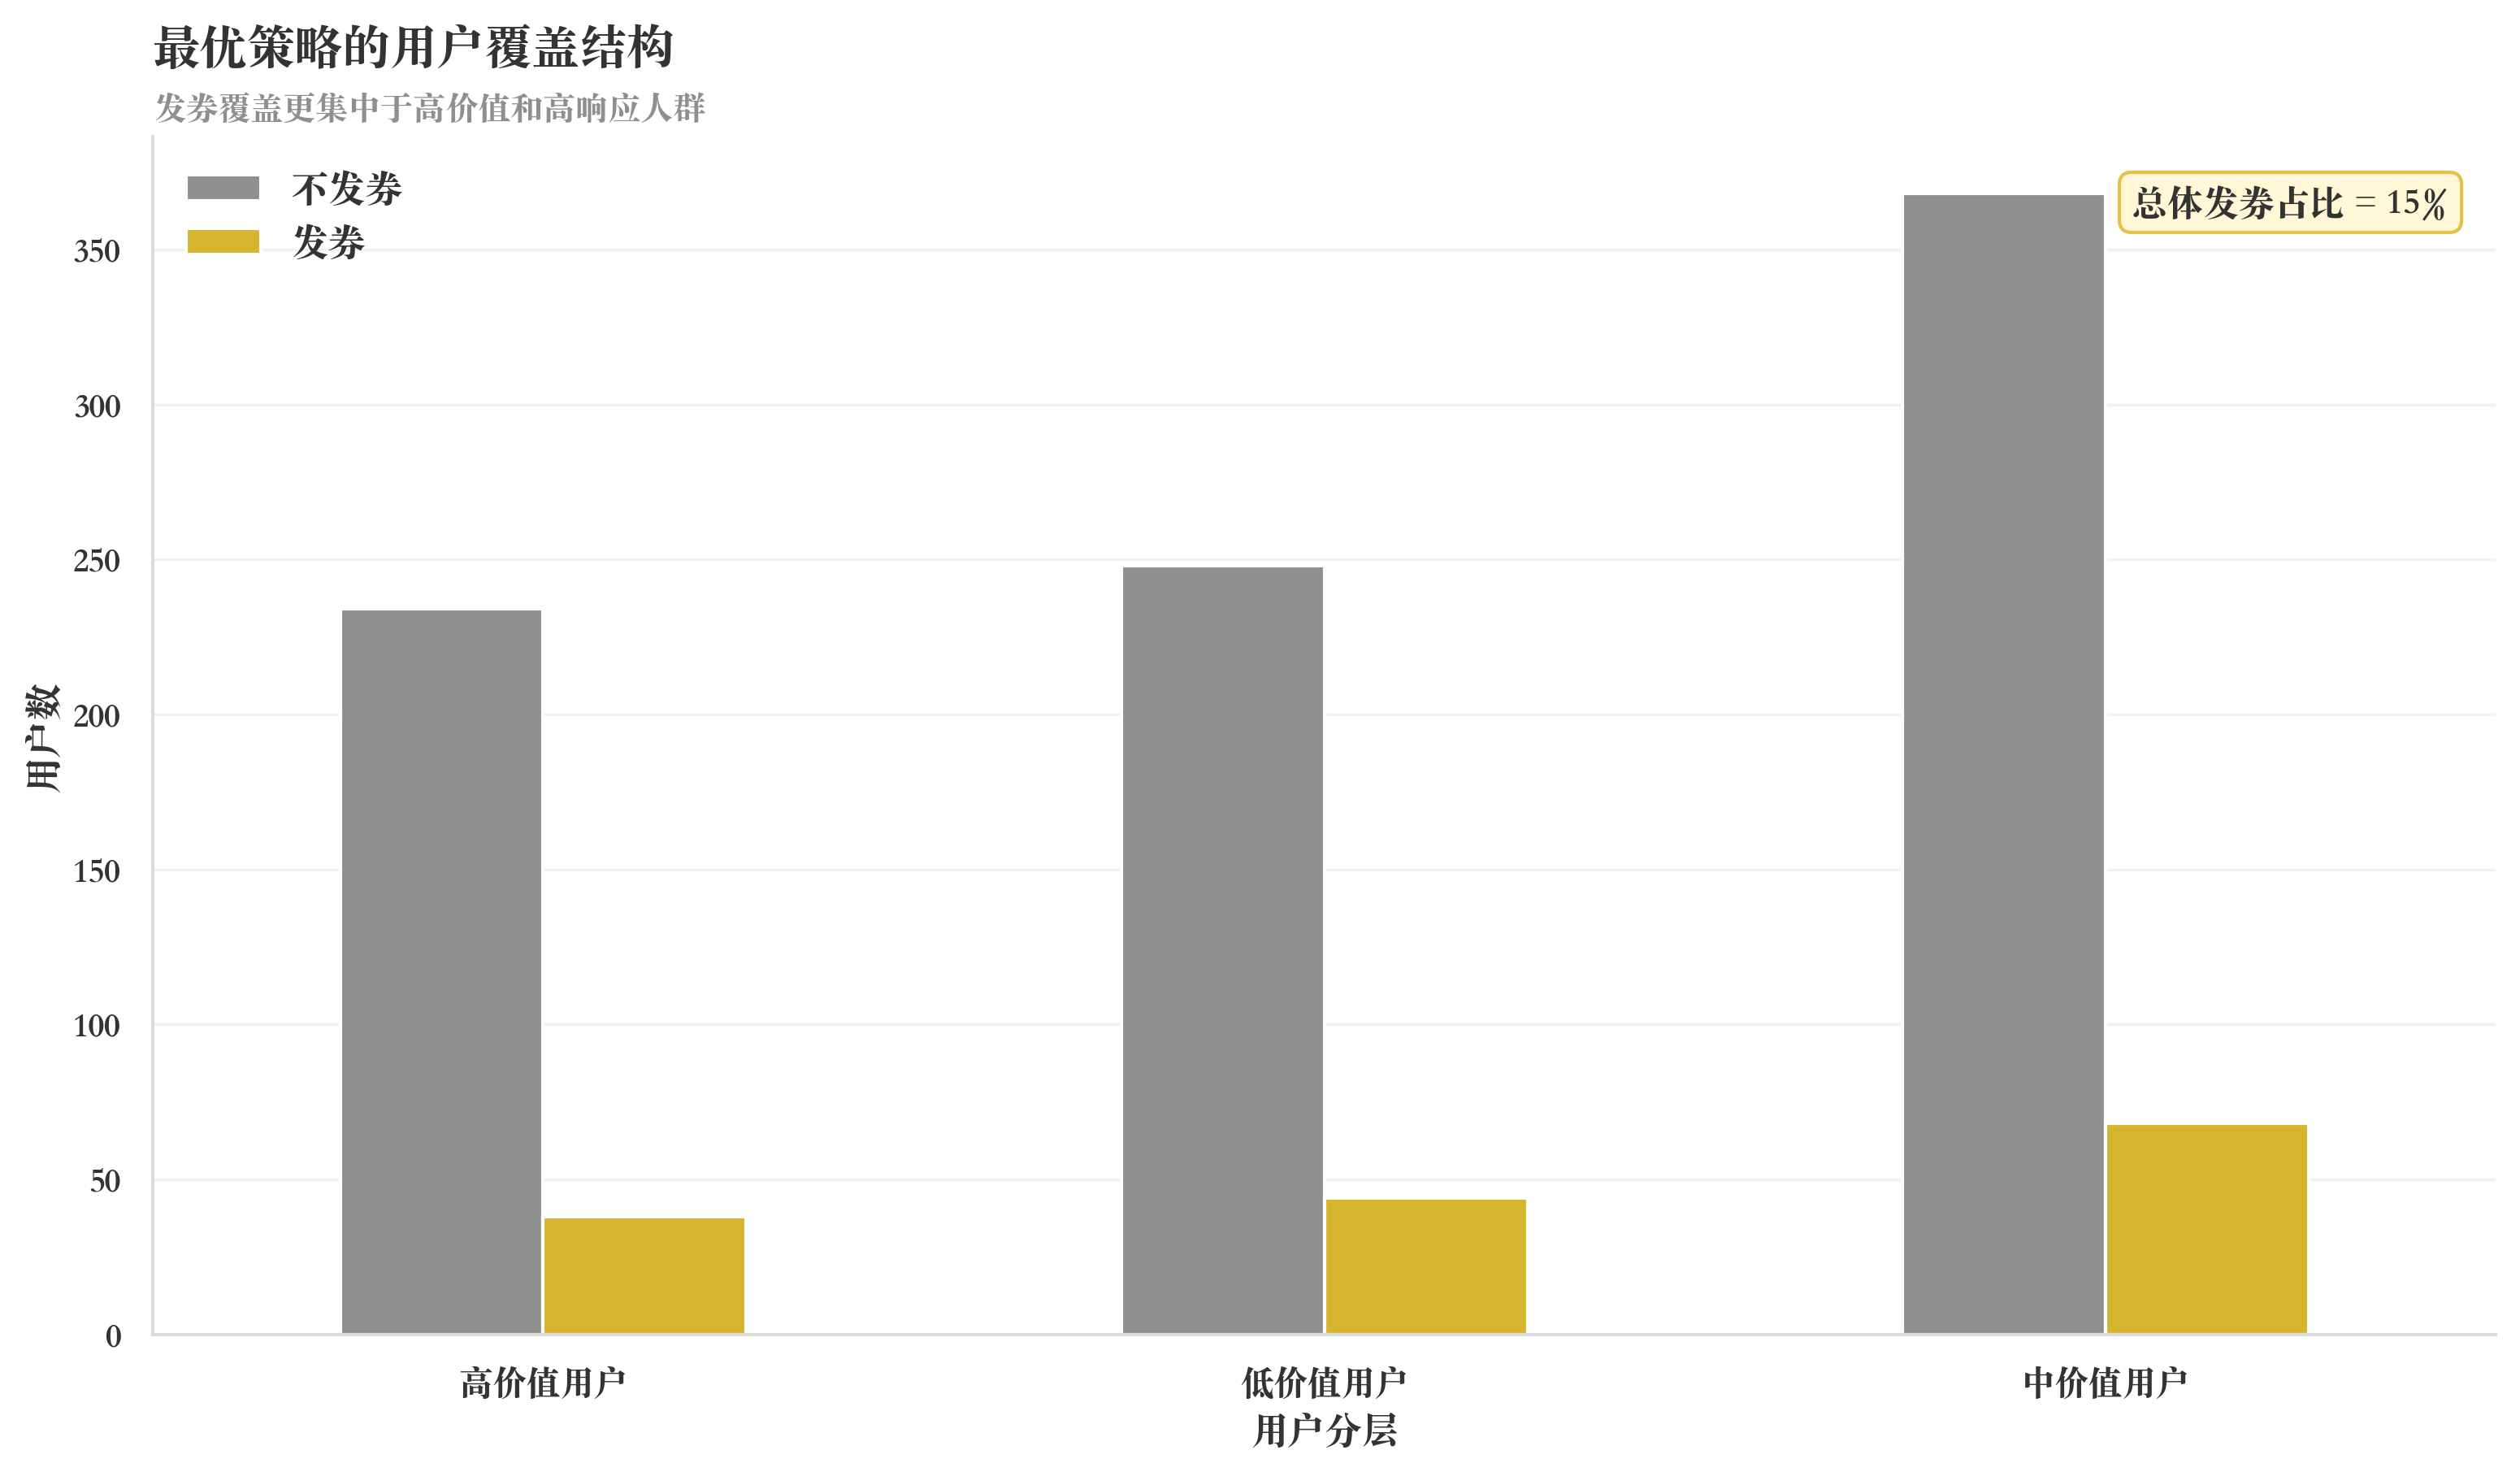 最优策略的用户覆盖结构
发券覆盖更集中于高价值和高响应人群
不发券
发券
总体发券占比 = 15%
350
300
250
200
150
100
50
0
用户数
高价值用户
低价值用户
中价值用户
用户分层